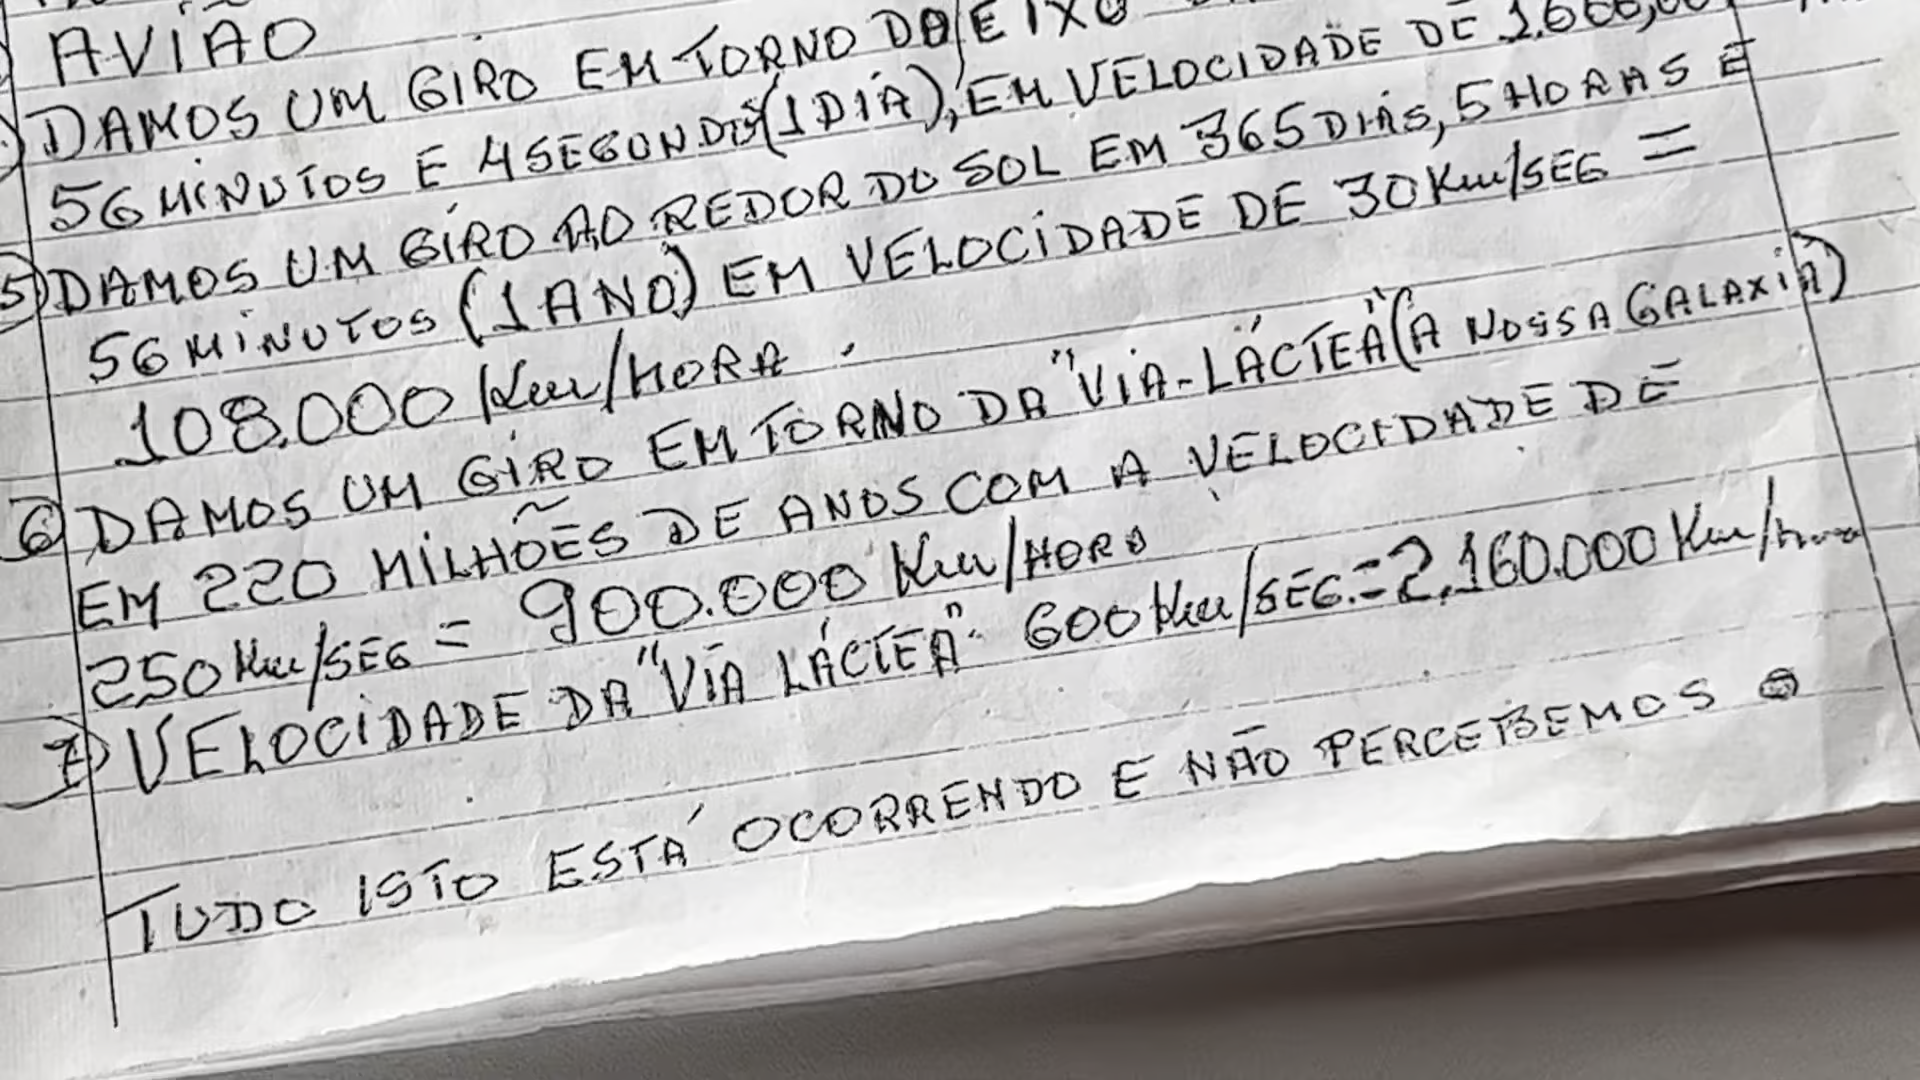 AVIÃO
DAMOS UM GIRO EM TORNO DO EIXO
56 MINUTOS E 4 SEGUNDOS (1 DIA), EM VELOCIDADE DE 1.666,
5) DAMOS UM GIRO AO REDOR DO SOL EM 365 DIAS, 5 HORAS E
56 MINUTOS (1 ANO) EM VELOCIDADE DE 30 Km/SEG =
108.000 Km/HORA.
6) DAMOS UM GIRO EM TORNO DA "VIA-LÁCTEA" (A NOSSA GALAXIA)
EM 220 MILHÕES DE ANOS COM A VELOCIDADE DE
250 Km/SEG = 900.000 Km/HORA
7) VELOCIDADE DA "VIA LÁCTEA" 600 Km/SEG. = 2.160.000 Km/hora
TUDO ISTO ESTÁ OCORRENDO E NÃO PERCEBEMOS